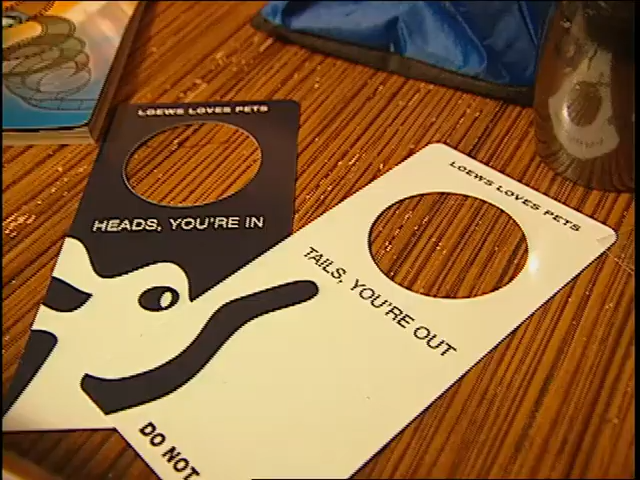 LOEWS LOVES PETS
HEADS, YOU'RE IN
LOEWS LOVES PETS
TAILS, YOU'RE OUT
DO NOT